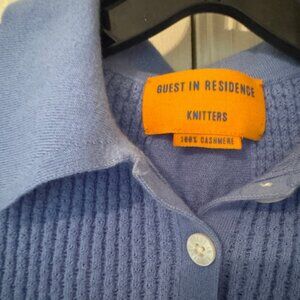 GUEST IN RESIDENCE
KNITTERS
100% CASHMERE